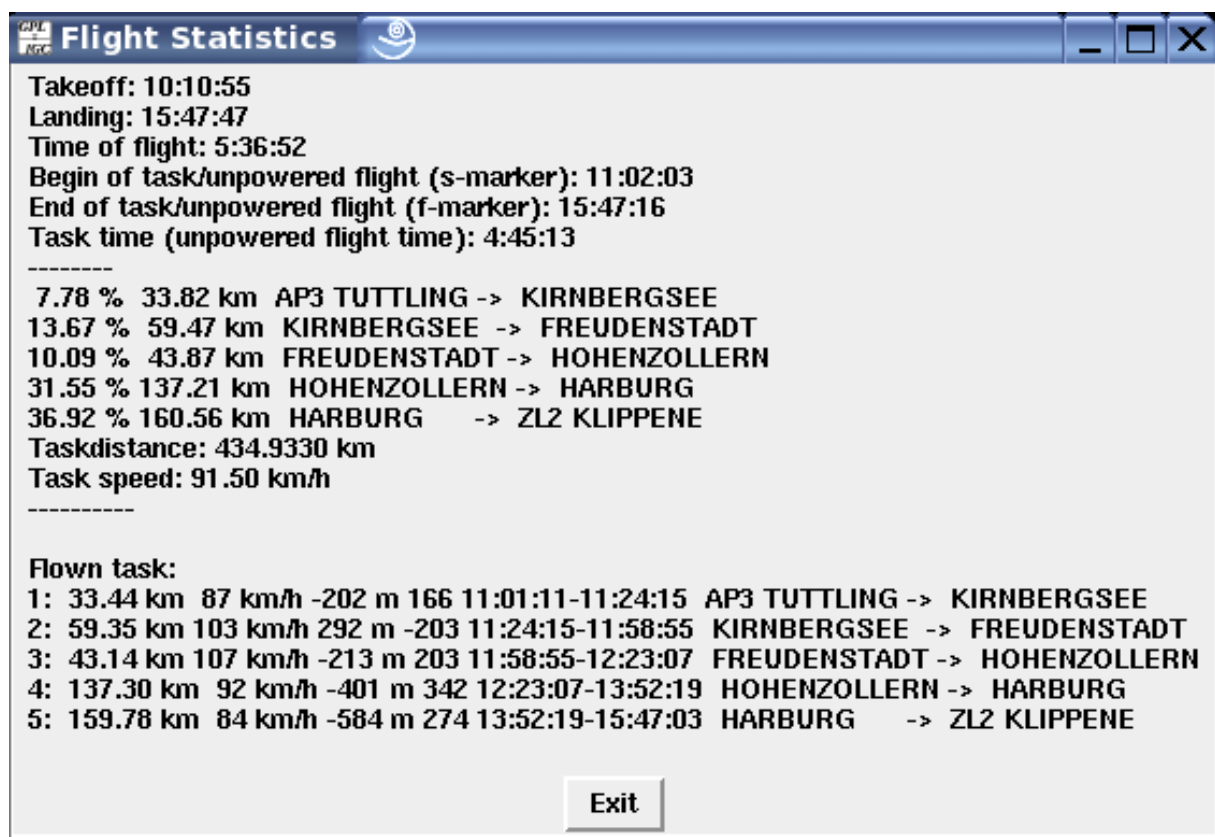 Flight Statistics
Takeoff: 10:10:55
Landing: 15:47:47
Time of flight: 5:36:52
Begin of task/unpowered flight (s-marker): 11:02:03
End of task/unpowered flight (f-marker): 15:47:16
Task time (unpowered flight time): 4:45:13
--------
7.78 % 33.82 km AP3 TUTTLING -> KIRNBERGSEE
13.67 % 59.47 km KIRNBERGSEE -> FREUDENSTADT
10.09 % 43.87 km FREUDENSTADT -> HOHENZOLLERN
31.55 % 137.21 km HOHENZOLLERN -> HARBURG
36.92 % 160.56 km HARBURG -> ZL2 KLIPPENE
Taskdistance: 434.9330 km
Task speed: 91.50 km/h
----------
Flown task:
1: 33.44 km 87 km/h -202 m 166 11:01:11-11:24:15 AP3 TUTTLING -> KIRNBERGSEE
2: 59.35 km 103 km/h 292 m -203 11:24:15-11:58:55 KIRNBERGSEE -> FREUDENSTADT
3: 43.14 km 107 km/h -213 m 203 11:58:55-12:23:07 FREUDENSTADT -> HOHENZOLLERN
4: 137.30 km 92 km/h -401 m 342 12:23:07-13:52:19 HOHENZOLLERN -> HARBURG
5: 159.78 km 84 km/h -584 m 274 13:52:19-15:47:03 HARBURG -> ZL2 KLIPPENE
Exit